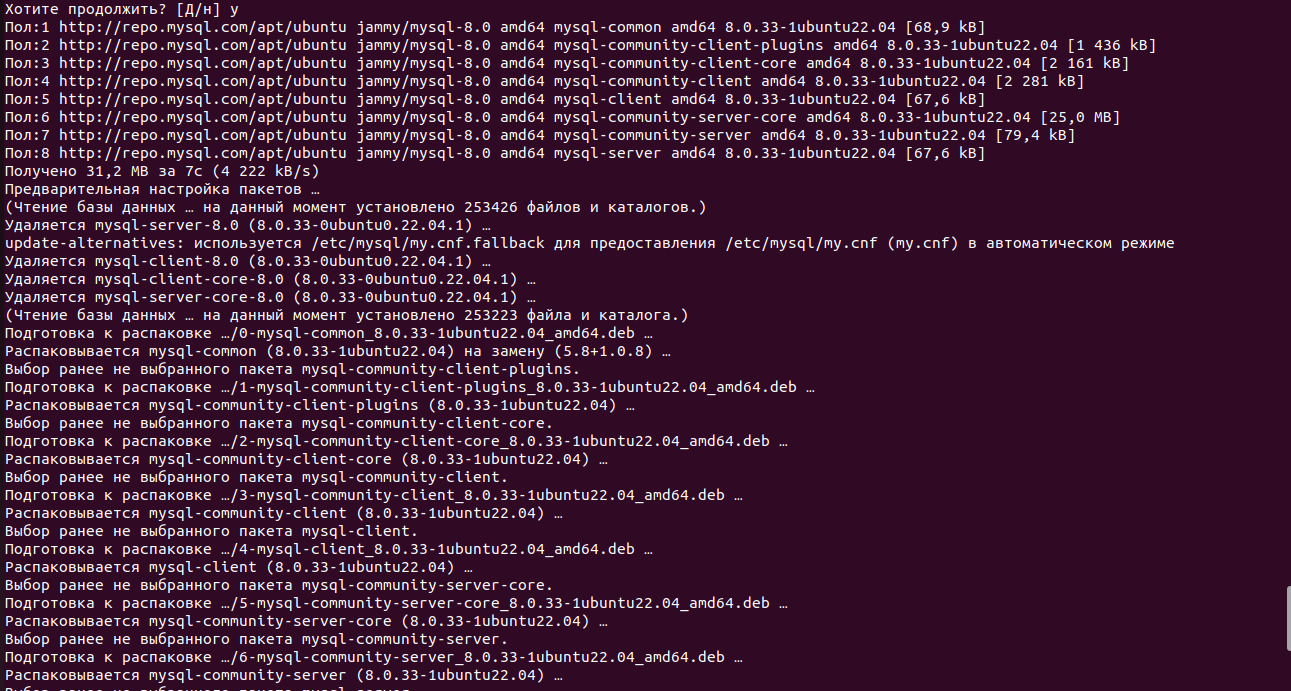 Хотите продолжить? [Д/н] y
Пол:1 http://repo.mysql.com/apt/ubuntu jammy/mysql-8.0 amd64 mysql-common amd64 8.0.33-1ubuntu22.04 [68,9 kB]
Пол:2 http://repo.mysql.com/apt/ubuntu jammy/mysql-8.0 amd64 mysql-community-client-plugins amd64 8.0.33-1ubuntu22.04 [1 436 kB]
Пол:3 http://repo.mysql.com/apt/ubuntu jammy/mysql-8.0 amd64 mysql-community-client-core amd64 8.0.33-1ubuntu22.04 [2 161 kB]
Пол:4 http://repo.mysql.com/apt/ubuntu jammy/mysql-8.0 amd64 mysql-community-client amd64 8.0.33-1ubuntu22.04 [2 281 kB]
Пол:5 http://repo.mysql.com/apt/ubuntu jammy/mysql-8.0 amd64 mysql-client amd64 8.0.33-1ubuntu22.04 [67,6 kB]
Пол:6 http://repo.mysql.com/apt/ubuntu jammy/mysql-8.0 amd64 mysql-community-server-core amd64 8.0.33-1ubuntu22.04 [25,0 MB]
Пол:7 http://repo.mysql.com/apt/ubuntu jammy/mysql-8.0 amd64 mysql-community-server amd64 8.0.33-1ubuntu22.04 [79,4 kB]
Пол:8 http://repo.mysql.com/apt/ubuntu jammy/mysql-8.0 amd64 mysql-server amd64 8.0.33-1ubuntu22.04 [67,6 kB]
Получено 31,2 MB за 7с (4 222 kB/s)
Предварительная настройка пакетов …
(Чтение базы данных … на данный момент установлено 253426 файлов и каталогов.)
Удаляется mysql-server-8.0 (8.0.33-0ubuntu0.22.04.1) …
update-alternatives: используется /etc/mysql/my.cnf.fallback для предоставления /etc/mysql/my.cnf (my.cnf) в автоматическом режиме
Удаляется mysql-client-8.0 (8.0.33-0ubuntu0.22.04.1) …
Удаляется mysql-client-core-8.0 (8.0.33-0ubuntu0.22.04.1) …
Удаляется mysql-server-core-8.0 (8.0.33-0ubuntu0.22.04.1) …
(Чтение базы данных … на данный момент установлено 253223 файла и каталога.)
Подготовка к распаковке …/0-mysql-common_8.0.33-1ubuntu22.04_amd64.deb …
Распаковывается mysql-common (8.0.33-1ubuntu22.04) на замену (5.8+1.0.8) …
Выбор ранее не выбранного пакета mysql-community-client-plugins.
Подготовка к распаковке …/1-mysql-community-client-plugins_8.0.33-1ubuntu22.04_amd64.deb …
Распаковывается mysql-community-client-plugins (8.0.33-1ubuntu22.04) …
Выбор ранее не выбранного пакета mysql-community-client-core.
Подготовка к распаковке …/2-mysql-community-client-core_8.0.33-1ubuntu22.04_amd64.deb …
Распаковывается mysql-community-client-core (8.0.33-1ubuntu22.04) …
Выбор ранее не выбранного пакета mysql-community-client.
Подготовка к распаковке …/3-mysql-community-client_8.0.33-1ubuntu22.04_amd64.deb …
Распаковывается mysql-community-client (8.0.33-1ubuntu22.04) …
Выбор ранее не выбранного пакета mysql-client.
Подготовка к распаковке …/4-mysql-client_8.0.33-1ubuntu22.04_amd64.deb …
Распаковывается mysql-client (8.0.33-1ubuntu22.04) …
Выбор ранее не выбранного пакета mysql-community-server-core.
Подготовка к распаковке …/5-mysql-community-server-core_8.0.33-1ubuntu22.04_amd64.deb …
Распаковывается mysql-community-server-core (8.0.33-1ubuntu22.04) …
Выбор ранее не выбранного пакета mysql-community-server.
Подготовка к распаковке …/6-mysql-community-server_8.0.33-1ubuntu22.04_amd64.deb …
Распаковывается mysql-community-server (8.0.33-1ubuntu22.04) …